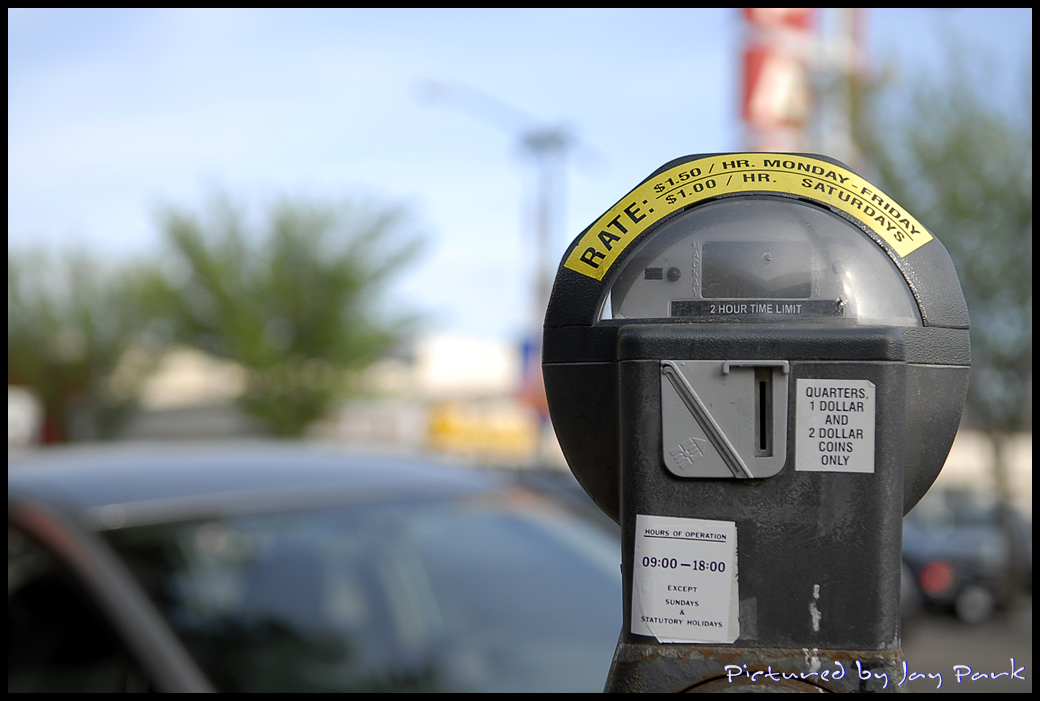 RATE: $1.50 / HR. MONDAY - FRIDAY
$1.00 / HR. SATURDAYS
2 HOUR TIME LIMIT
QUARTERS,
1 DOLLAR
AND
2 DOLLAR
COINS
ONLY
HOURS OF OPERATION
09:00 — 18:00
EXCEPT
SUNDAYS
&
STATUTORY HOLIDAYS
Pictured by Jay Park